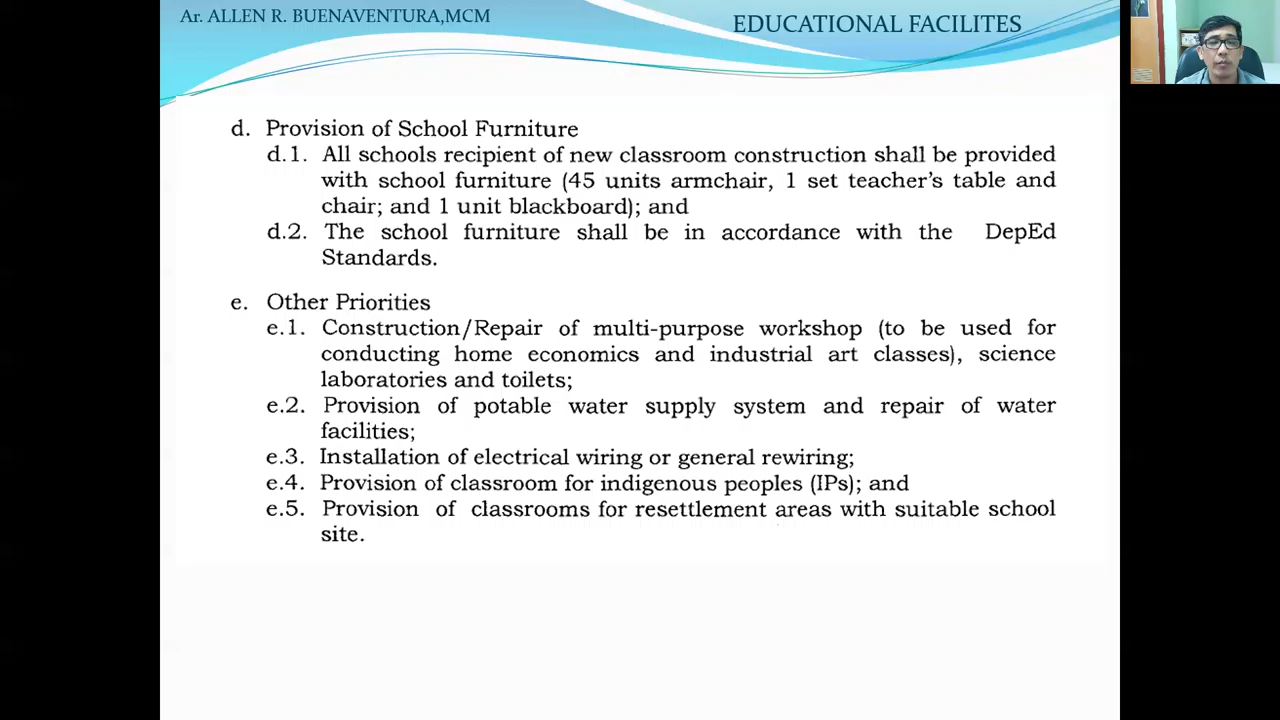 Ar. ALLEN R. BUENAVENTURA,MCM
EDUCATIONAL FACILITES
d. Provision of School Furniture
d.1. All schools recipient of new classroom construction shall be provided
with school furniture (45 units armchair, 1 set teacher's table and
chair; and 1 unit blackboard); and
d.2. The school furniture shall be in accordance with the DepEd
Standards.
e. Other Priorities
e.1. Construction/Repair of multi-purpose workshop (to be used for
conducting home economics and industrial art classes), science
laboratories and toilets;
e.2. Provision of potable water supply system and repair of water
facilities;
e.3. Installation of electrical wiring or general rewiring;
e.4. Provision of classroom for indigenous peoples (IPs); and
e.5. Provision of classrooms for resettlement areas with suitable school
site.